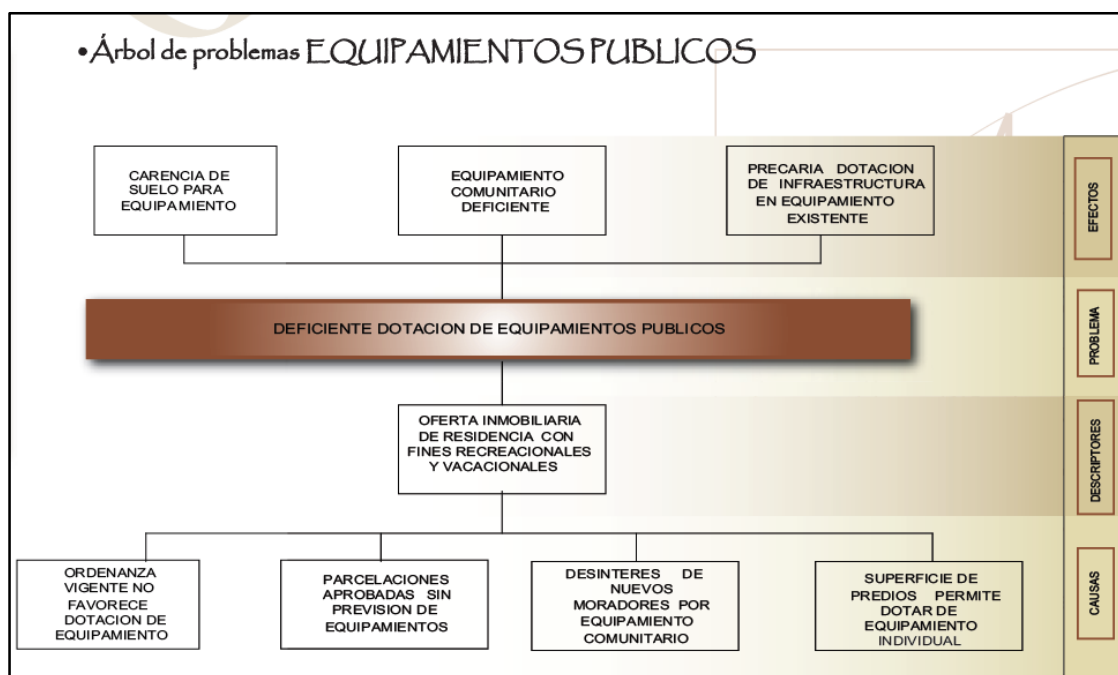 •Árbol de problemas EQUIPAMIENTOS PUBLICOS
CARENCIA DE
SUELO PARA
EQUIPAMIENTO
EQUIPAMIENTO
COMUNITARIO
DEFICIENTE
PRECARIA DOTACION
DE INFRAESTRUCTURA
EN EQUIPAMIENTO
EXISTENTE
EFECTOS
DEFICIENTE DOTACION DE EQUIPAMIENTOS PUBLICOS
PROBLEMA
OFERTA INMOBILIARIA
DE RESIDENCIA CON
FINES RECREACIONALES
Y VACACIONALES
DESCRIPTORES
ORDENANZA
VIGENTE NO
FAVORECE
DOTACION DE
EQUIPAMIENTO
PARCELACIONES
APROBADAS SIN
PREVISION DE
EQUIPAMIENTOS
DESINTERES DE
NUEVOS
MORADORES POR
EQUIPAMIENTO
COMUNITARIO
SUPERFICIE DE
PREDIOS PERMITE
DOTAR DE
EQUIPAMIENTO
INDIVIDUAL
CAUSAS